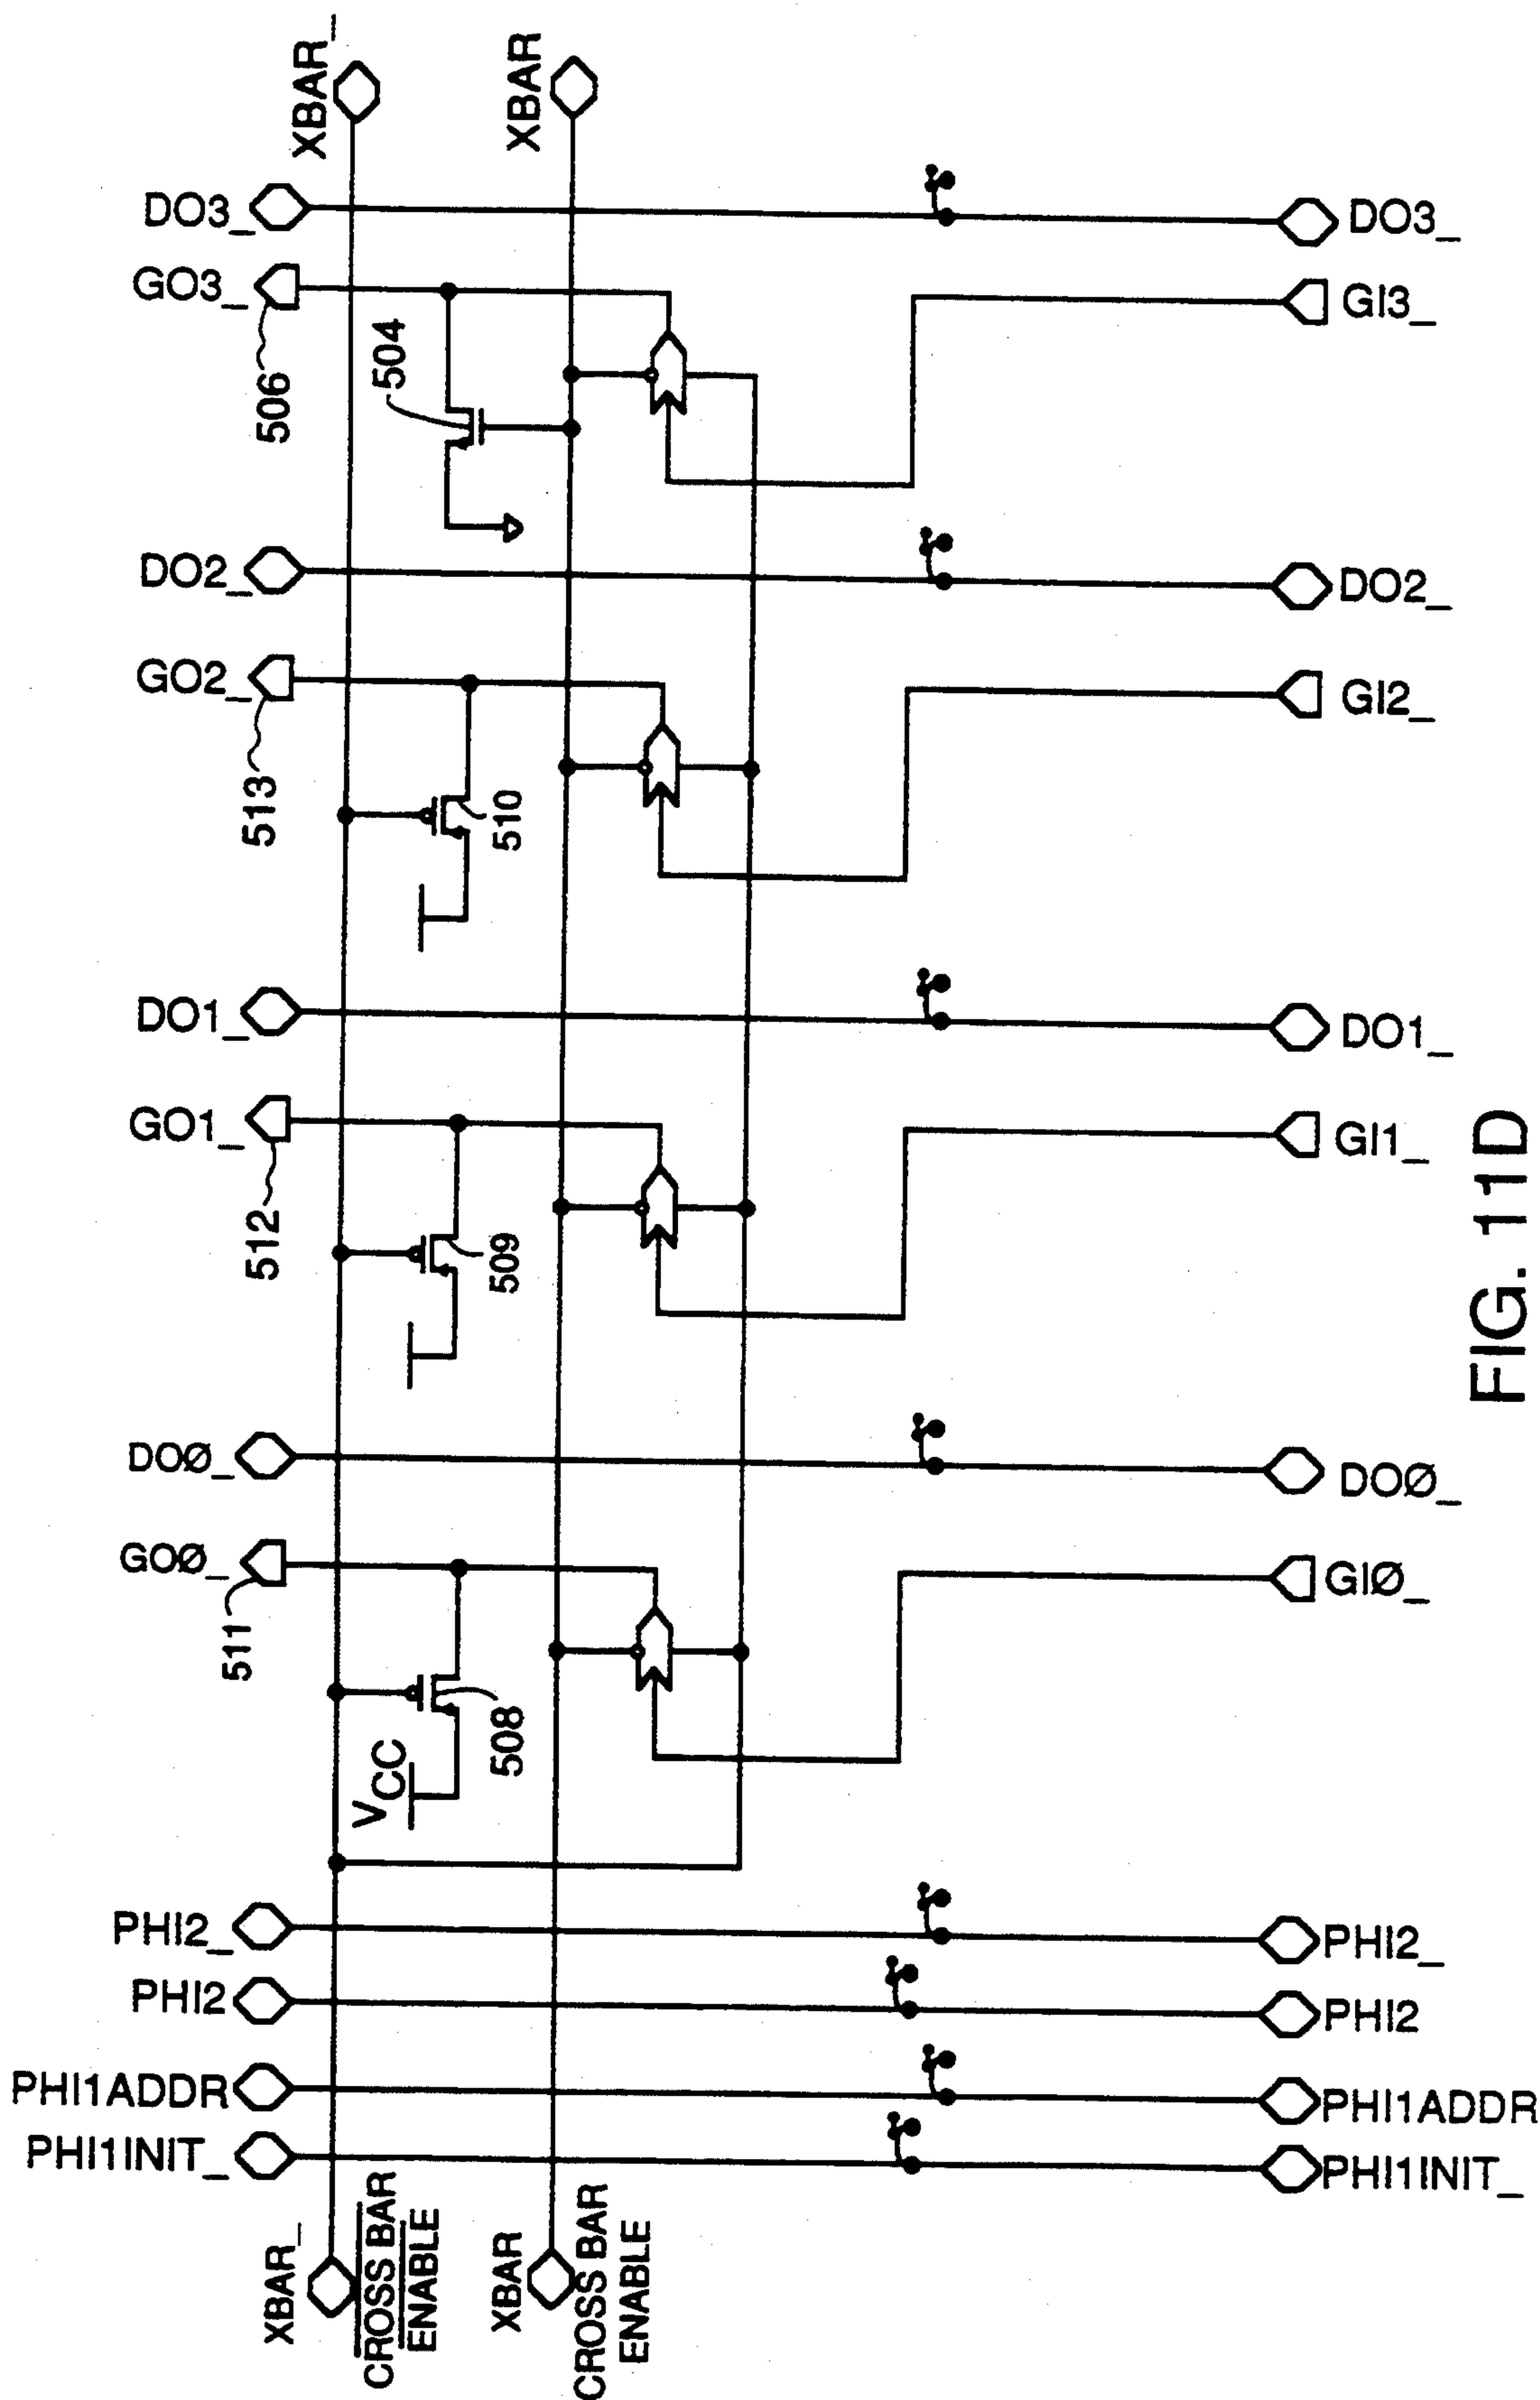 XBAR_
XBAR
DO3_
GO3_
506
504
DO3_
GI3_
DO2_
GO2_
513
510
DO2_
GI2_
DO1_
GO1_
512
509
DO1_
GI1_
DOØ_
GOØ_
511
508
VCC
DOØ_
GIØ_
PHI2_
PHI2
PHI1ADDR
PHI1INIT_
PHI2_
PHI2
PHI1ADDR
PHI1INIT_
XBAR_
CROSS BAR
ENABLE
XBAR
CROSS BAR
ENABLE
FIG. 11D